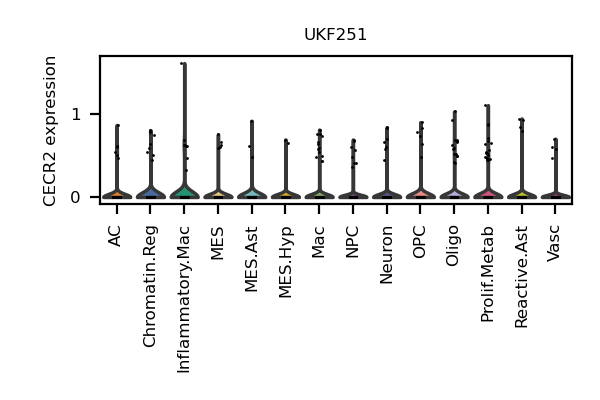 UKF251
CECR2 expression
1
0
AC
Chromatin.Reg
Inflammatory.Mac
MES
MES.Ast
MES.Hyp
Mac
NPC
Neuron
OPC
Oligo
Prolif.Metab
Reactive.Ast
Vasc